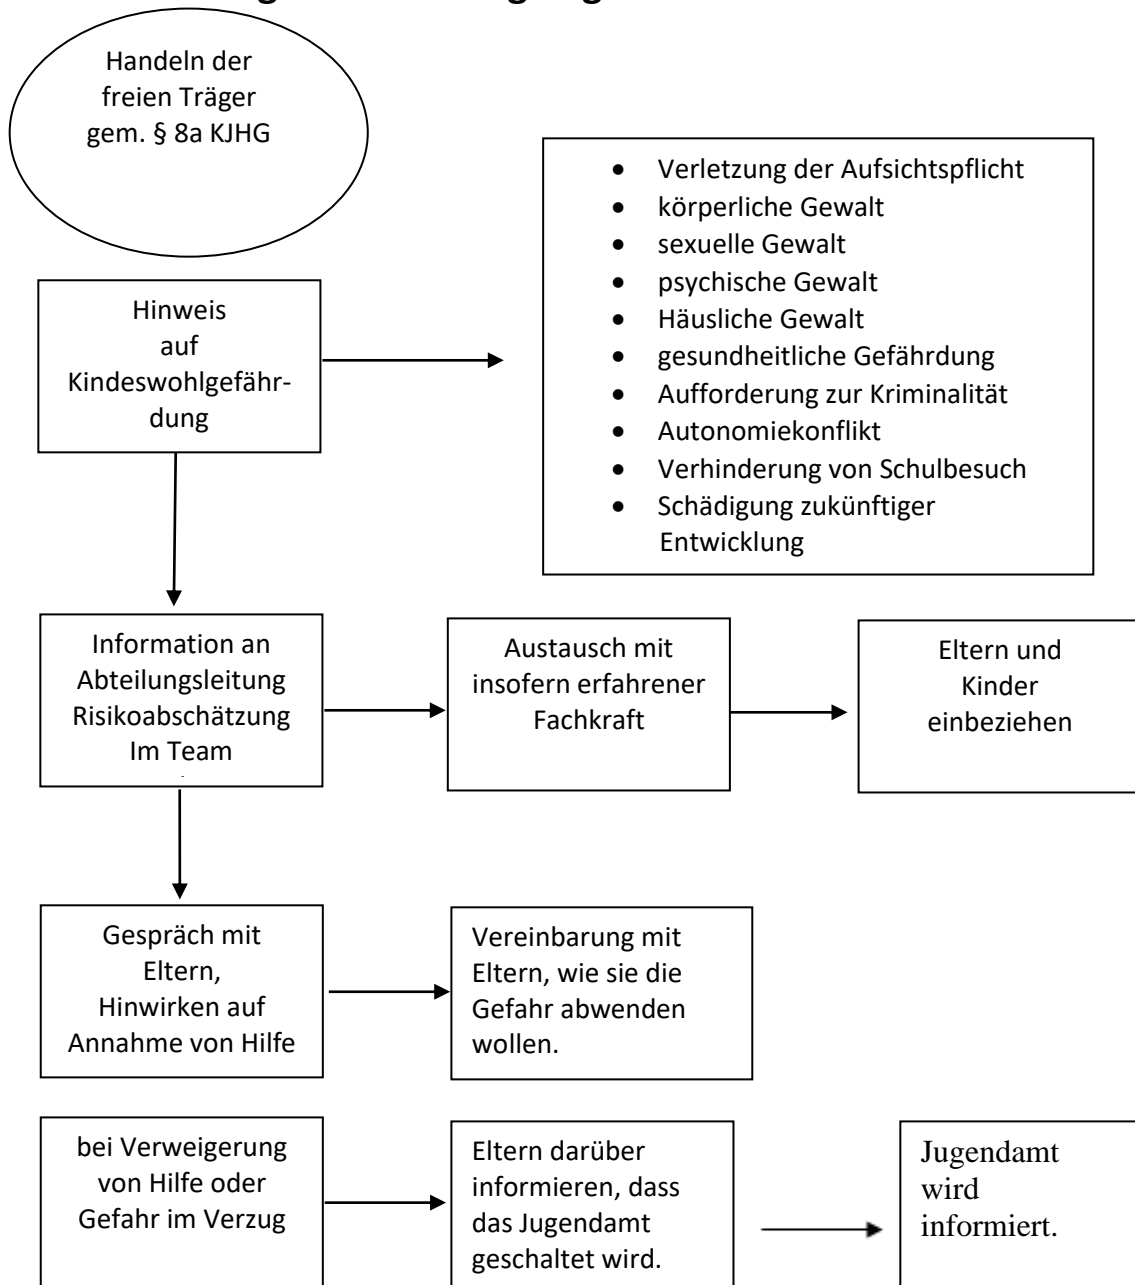 Handeln der
freien Träger
gem. § 8a KJHG
• Verletzung der Aufsichtspflicht
• körperliche Gewalt
• sexuelle Gewalt
• psychische Gewalt
• Häusliche Gewalt
• gesundheitliche Gefährdung
• Aufforderung zur Kriminalität
• Autonomiekonflikt
• Verhinderung von Schulbesuch
• Schädigung zukünftiger
Entwicklung
Hinweis
auf
Kindeswohlgefähr-
dung
Information an
Abteilungsleitung
Risikoabschätzung
Im Team
Austausch mit
insofern erfahrener
Fachkraft
Eltern und
Kinder
einbeziehen
Gespräch mit
Eltern,
Hinwirken auf
Annahme von Hilfe
Vereinbarung mit
Eltern, wie sie die
Gefahr abwenden
wollen.
bei Verweigerung
von Hilfe oder
Gefahr im Verzug
Eltern darüber
informieren, dass
das Jugendamt
geschaltet wird.
Jugendamt
wird
informiert.